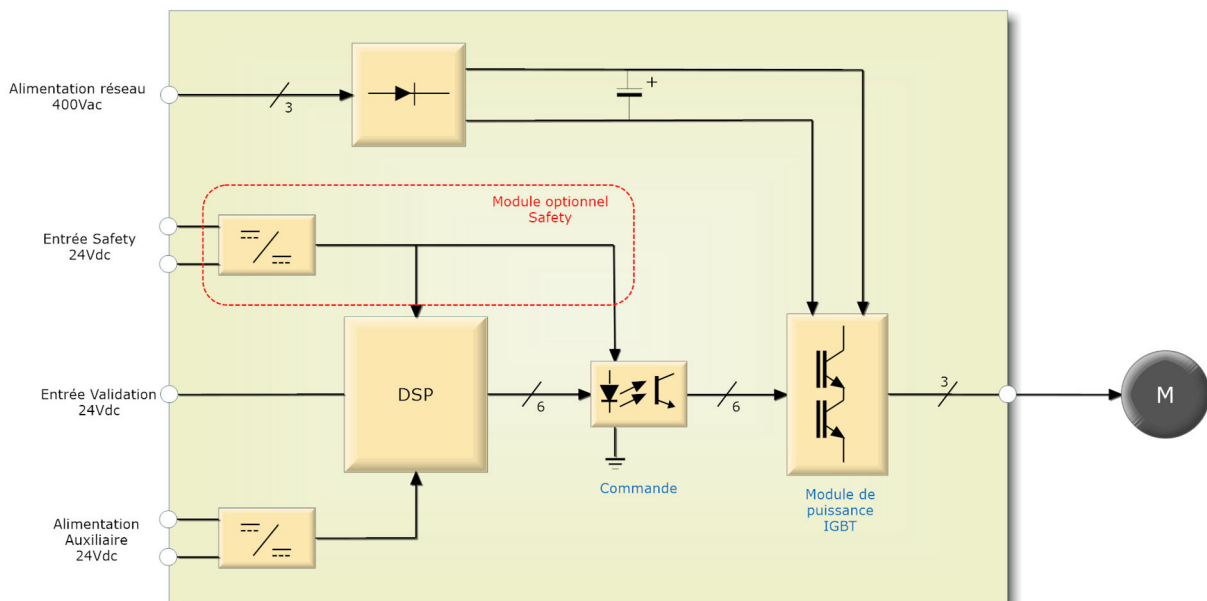 Alimentation réseau
400Vac
3
+
Module optionnel
Safety
Entrée Safety
24Vdc
Entrée Validation
24Vdc
DSP
6
6
3
M
Commande
Module de
puissance
IGBT
Alimentation
Auxiliaire
24Vdc